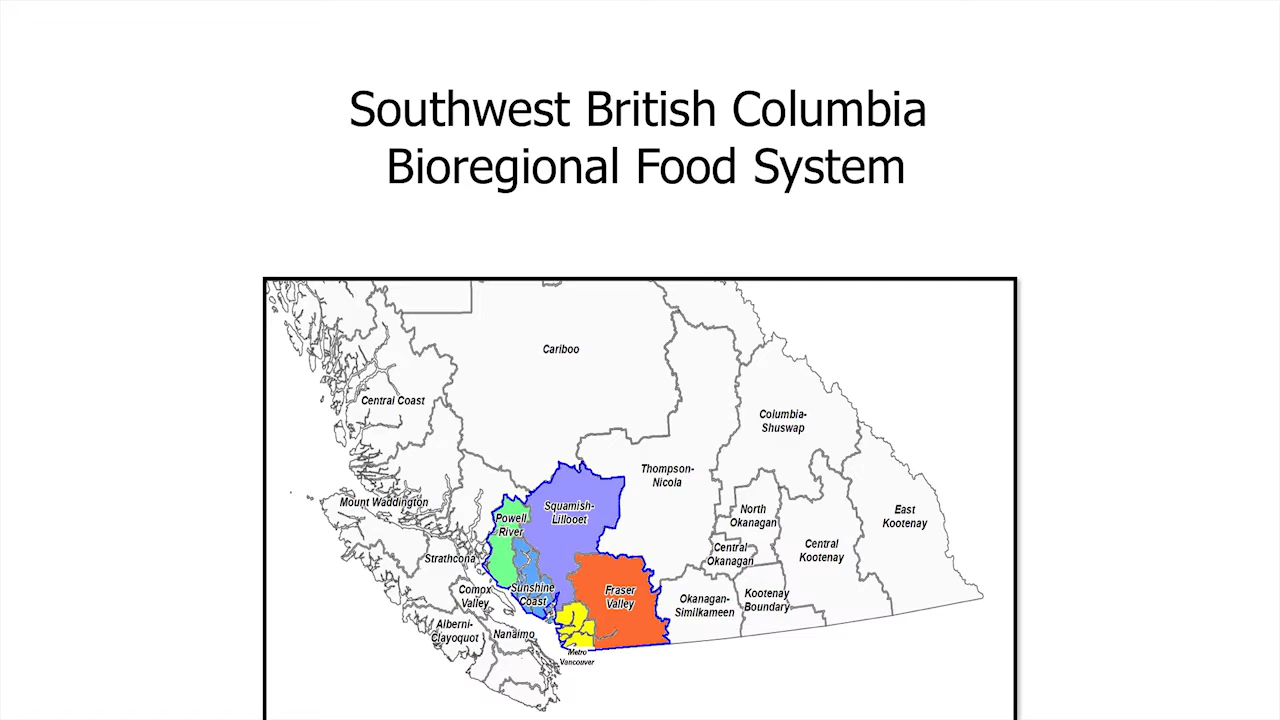 Southwest British Columbia
Bioregional Food System
Cariboo
Central Coast
Columbia-
Shuswap
Thompson-
Nicola
Mount Waddington
Squamish-
Lillooet
North
Okanagan
East
Kootenay
Powell
River
Strathcona
Central
Okanagan
Central
Kootenay
Comox
Valley
Sunshine
Coast
Fraser
Valley
Okanagan-
Similkameen
Kootenay
Boundary
Alberni-
Clayoquot
Nanaimo
Metro
Vancouver